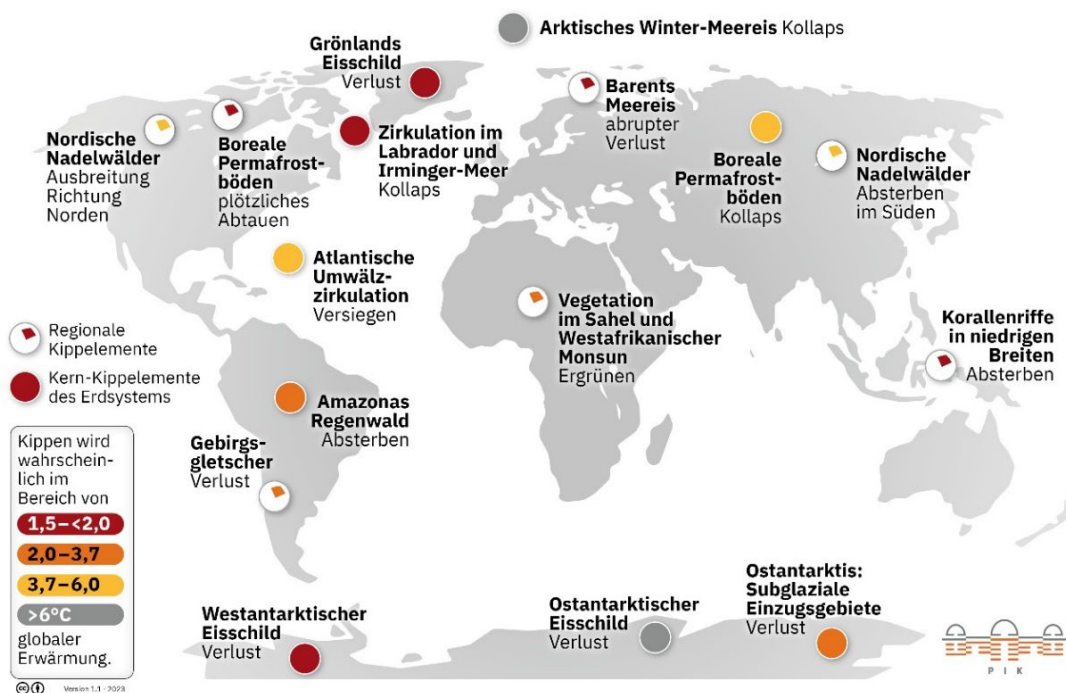 Arktisches Winter-Meereis Kollaps
Grönlands
Eisschild
Verlust
Barents
Meereis
abrupter
Verlust
Nordische
Nadelwälder
Ausbreitung
Richtung
Norden
Boreale
Permafrost-
böden
plötzliches
Abtauen
Zirkulation im
Labrador und
Irminger-Meer
Kollaps
Boreale
Permafrost-
böden
Kollaps
Nordische
Nadelwälder
Absterben
im Süden
Atlantische
Umwälz-
zirkulation
Versiegen
Vegetation
im Sahel und
Westafrikanischer
Monsun
Ergrünen
Korallenriffe
in niedrigen
Breiten
Absterben
Regionale
Kippelemente
Kern-Kippelemente
des Erdsystems
Amazonas
Regenwald
Absterben
Gebirgs-
gletscher
Verlust
Kippen wird
wahrschein-
lich im
Bereich von
1,5–<2,0
2,0–3,7
3,7–6,0
>6°C
globaler
Erwärmung.
Westantarktischer
Eisschild
Verlust
Ostantarktischer
Eisschild
Verlust
Ostantarktis:
Subglaziale
Einzugsgebiete
Verlust
PIK
cc Version 1.1 - 2023